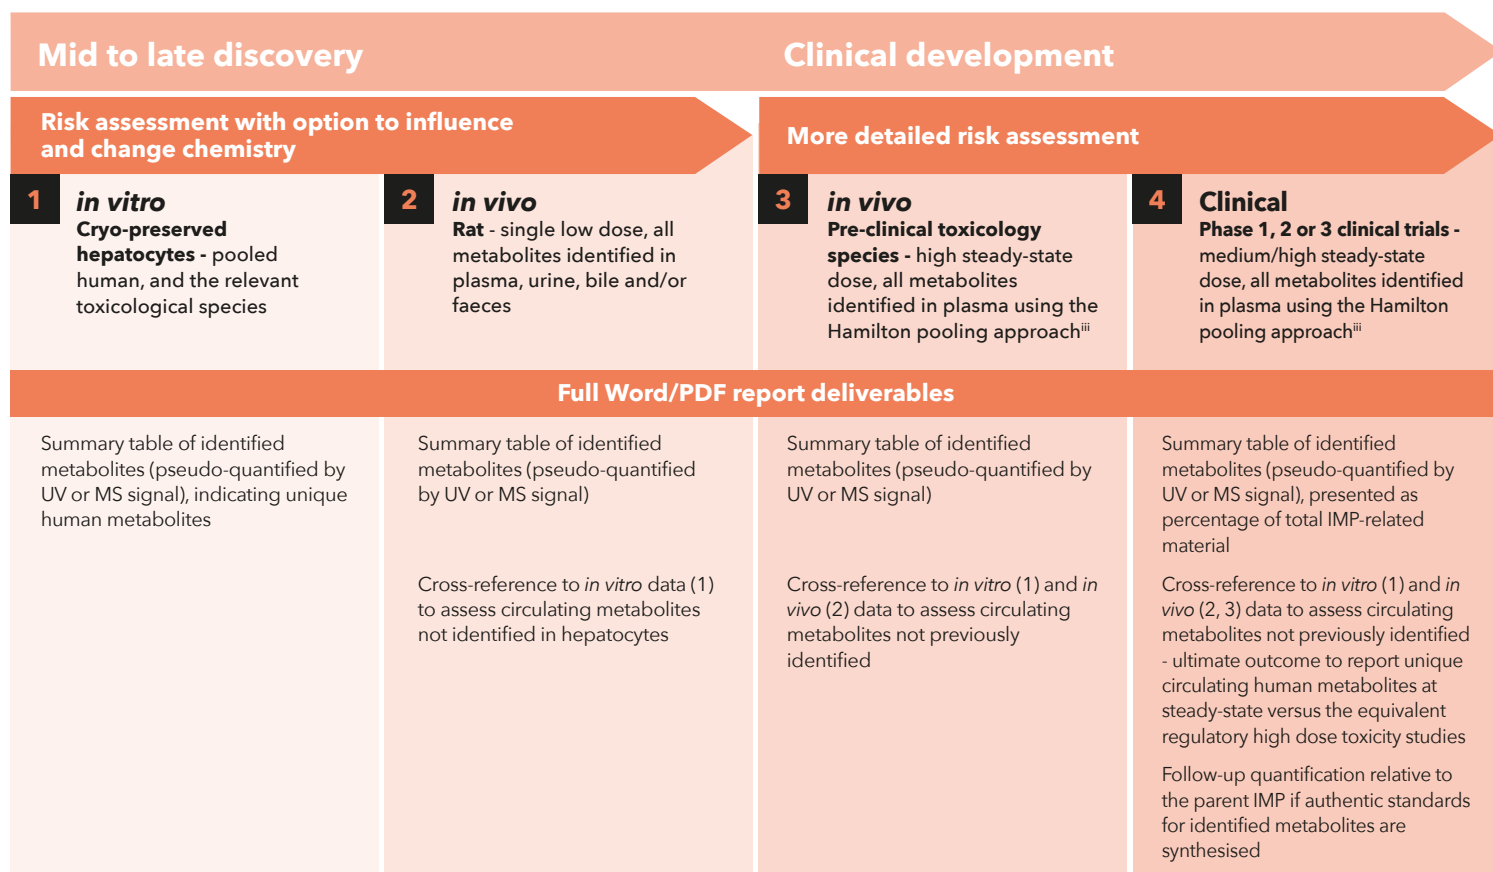 Mid to late discovery
Clinical development
Risk assessment with option to influence
and change chemistry
More detailed risk assessment
1
in vitro
Cryo-preserved
hepatocytes - pooled
human, and the relevant
toxicological species
2
in vivo
Rat - single low dose, all
metabolites identified in
plasma, urine, bile and/or
faeces
3
in vivo
Pre-clinical toxicology
species - high steady-state
dose, all metabolites
identified in plasma using the
Hamilton pooling approachiii
4
Clinical
Phase 1, 2 or 3 clinical trials -
medium/high steady-state
dose, all metabolites identified
in plasma using the Hamilton
pooling approachiii
Full Word/PDF report deliverables
Summary table of identified
metabolites (pseudo-quantified by
UV or MS signal), indicating unique
human metabolites
Summary table of identified
metabolites (pseudo-quantified
by UV or MS signal)
Cross-reference to in vitro data (1)
to assess circulating metabolites
not identified in hepatocytes
Summary table of identified
metabolites (pseudo-quantified by
UV or MS signal)
Cross-reference to in vitro (1) and in
vivo (2) data to assess circulating
metabolites not previously
identified
Summary table of identified
metabolites (pseudo-quantified by
UV or MS signal), presented as
percentage of total IMP-related
material
Cross-reference to in vitro (1) and in
vivo (2, 3) data to assess circulating
metabolites not previously identified
- ultimate outcome to report unique
circulating human metabolites at
steady-state versus the equivalent
regulatory high dose toxicity studies
Follow-up quantification relative to
the parent IMP if authentic standards
for identified metabolites are
synthesised